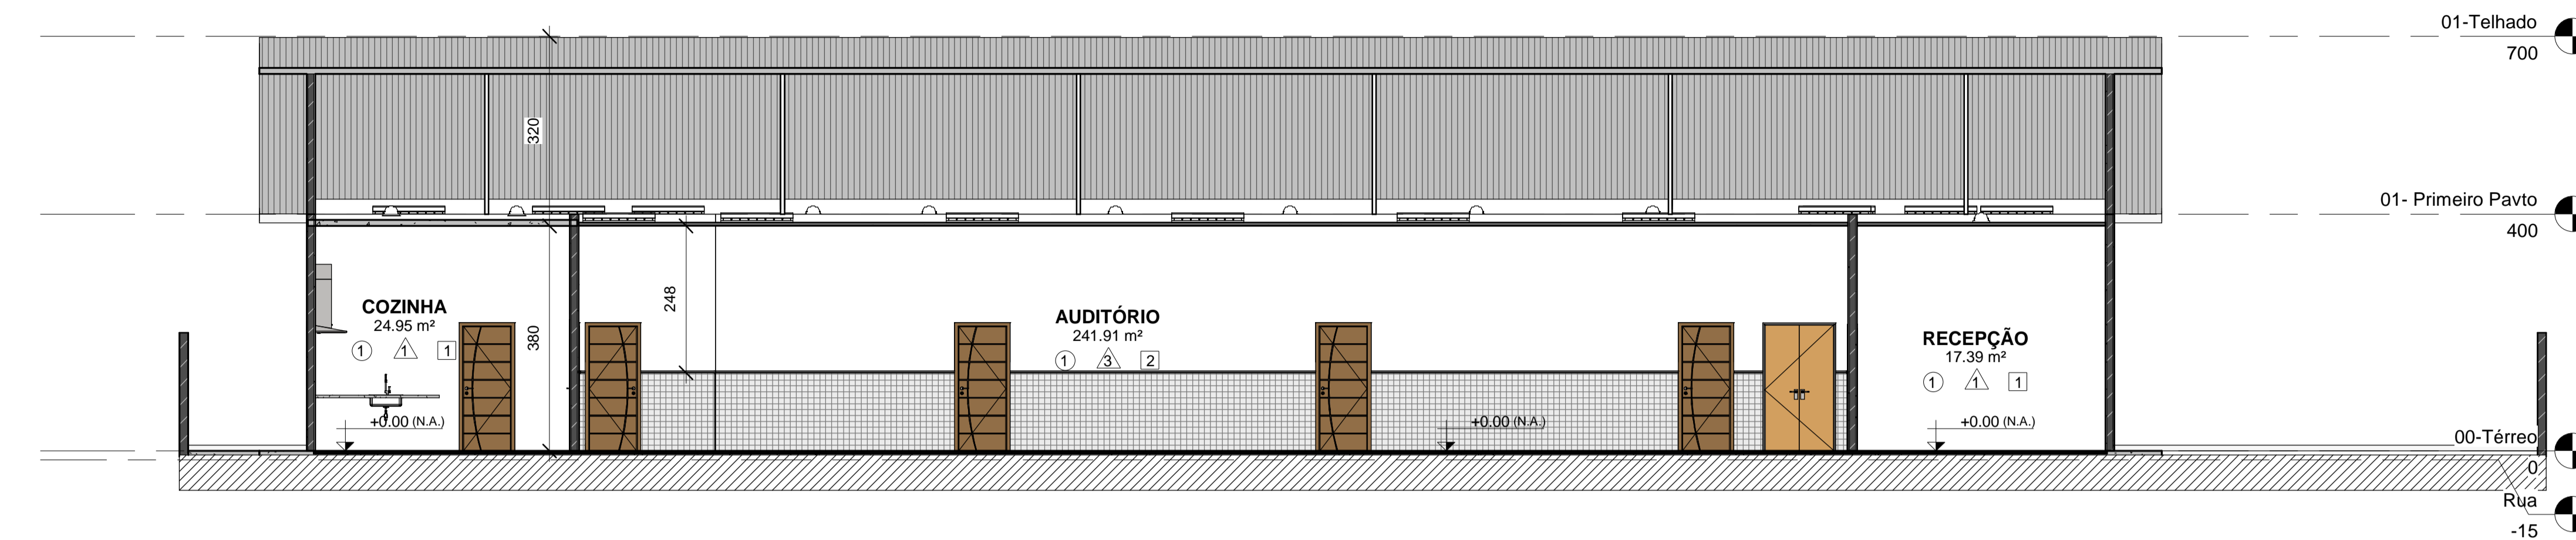 01-Telhado
700
320
01- Primeiro Pavto
400
248
COZINHA
24.95 m²
1 1 1
380
AUDITÓRIO
241.91 m²
1 3 2
RECEPÇÃO
17.39 m²
1 1 1
+0.00 (N.A.)
+0.00 (N.A.)
+0.00 (N.A.)
00-Térreo
0
Rua
-15